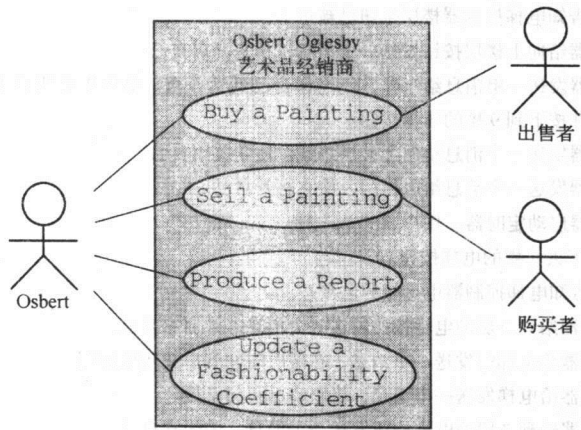 Osbert Oglesby
艺术品经销商
Buy a Painting
出售者
Sell a Painting
Produce a Report
Osbert
购买者
Update a
Fashionability
Coefficient